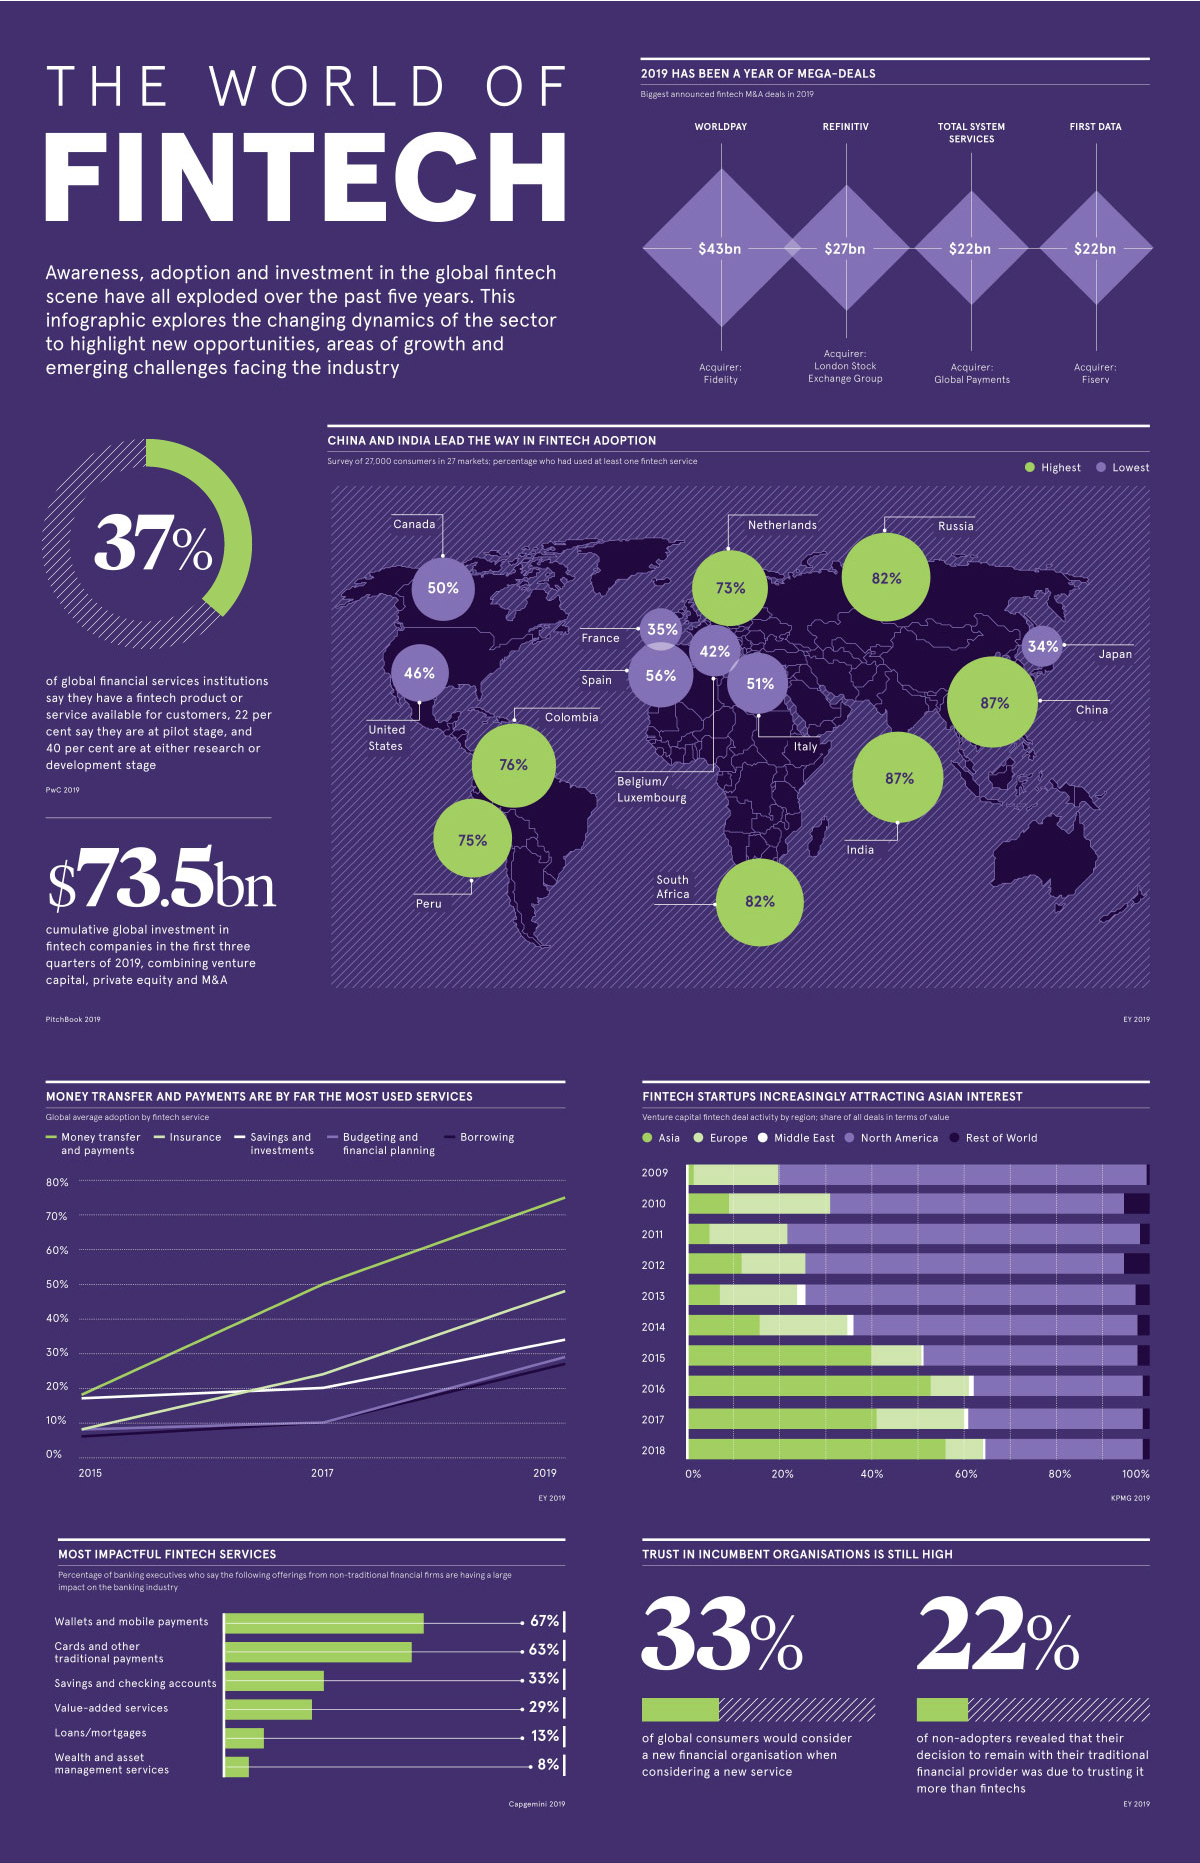 THE WORLD OF
FINTECH
Awareness, adoption and investment in the global fintech
scene have all exploded over the past five years. This
infographic explores the changing dynamics of the sector
to highlight new opportunities, areas of growth and
emerging challenges facing the industry
2019 HAS BEEN A YEAR OF MEGA-DEALS
Biggest announced fintech M&A deals in 2019
WORLDPAY
REFINITIV
TOTAL SYSTEM
SERVICES
FIRST DATA
$43bn
$27bn
$22bn
$22bn
Acquirer:
Fidelity
Acquirer:
London Stock
Exchange Group
Acquirer:
Global Payments
Acquirer:
Fiserv
37%
of global financial services institutions
say they have a fintech product or
service available for customers, 22 per
cent say they are at pilot stage, and
40 per cent are at either research or
development stage
PwC 2019
$73.5bn
cumulative global investment in
fintech companies in the first three
quarters of 2019, combining venture
capital, private equity and M&A
PitchBook 2019
CHINA AND INDIA LEAD THE WAY IN FINTECH ADOPTION
Survey of 27,000 consumers in 27 markets; percentage who had used at least one fintech service
Highest
Lowest
Canada
50%
Netherlands
73%
Russia
82%
France
35%
42%
34%
Japan
United
States
46%
Spain
56%
51%
87%
China
Colombia
76%
Italy
Belgium/
Luxembourg
87%
India
75%
Peru
South
Africa
82%
EY 2019
MONEY TRANSFER AND PAYMENTS ARE BY FAR THE MOST USED SERVICES
Global average adoption by fintech service
Money transfer
and payments
Insurance
Savings and
investments
Budgeting and
financial planning
Borrowing
80%
70%
60%
50%
40%
30%
20%
10%
0%
2015
2017
2019
EY 2019
FINTECH STARTUPS INCREASINGLY ATTRACTING ASIAN INTEREST
Venture capital fintech deal activity by region; share of all deals in terms of value
Asia
Europe
Middle East
North America
Rest of World
2009
2010
2011
2012
2013
2014
2015
2016
2017
2018
0%
20%
40%
60%
80%
100%
KPMG 2019
MOST IMPACTFUL FINTECH SERVICES
Percentage of banking executives who say the following offerings from non-traditional financial firms are having a large
impact on the banking industry
Wallets and mobile payments
67%
Cards and other
traditional payments
63%
Savings and checking accounts
33%
Value-added services
29%
Loans/mortgages
13%
Wealth and asset
management services
8%
Capgemini 2019
TRUST IN INCUMBENT ORGANISATIONS IS STILL HIGH
33%
of global consumers would consider
a new financial organisation when
considering a new service
22%
of non-adopters revealed that their
decision to remain with their traditional
financial provider was due to trusting it
more than fintechs
EY 2019